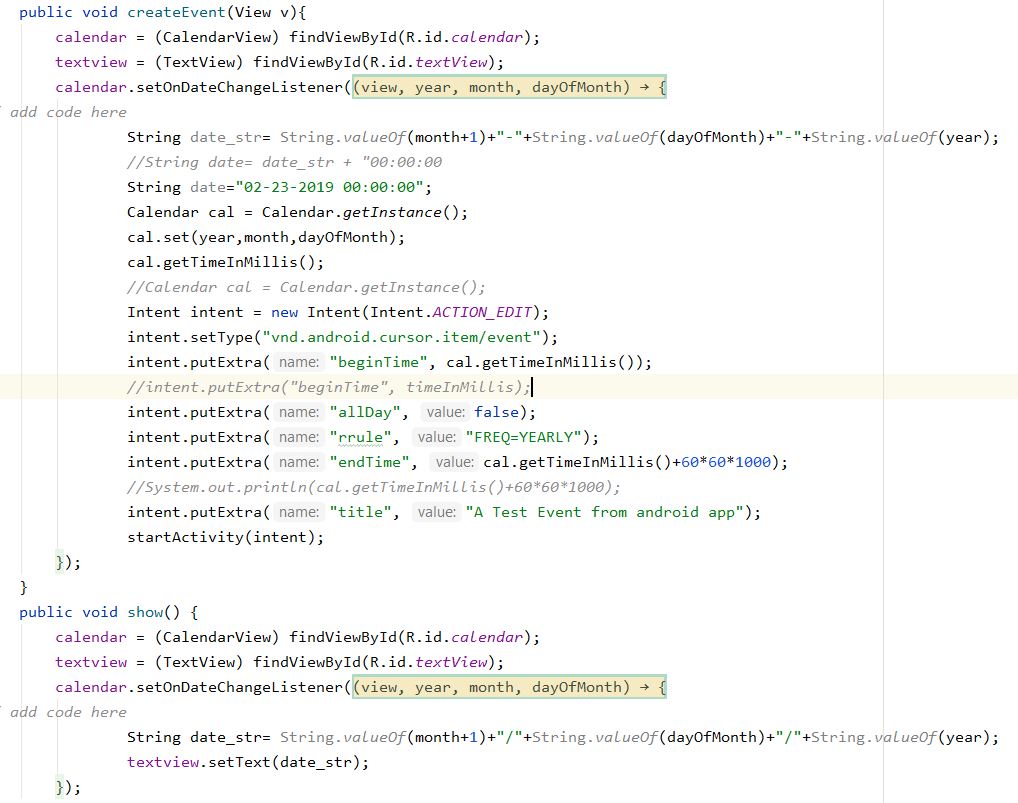 public void createEvent(View v){
calendar = (CalendarView) findViewById(R.id.calendar);
textview = (TextView) findViewById(R.id.textView);
calendar.setOnDateChangeListener((view, year, month, dayOfMonth) → {
add code here
String date_str= String.valueOf(month+1)+"-"+String.valueOf(dayOfMonth)+"-"+String.valueOf(year);
//String date= date_str + "00:00:00
String date="02-23-2019 00:00:00";
Calendar cal = Calendar.getInstance();
cal.set(year,month,dayOfMonth);
cal.getTimeInMillis();
//Calendar cal = Calendar.getInstance();
Intent intent = new Intent(Intent.ACTION_EDIT);
intent.setType("vnd.android.cursor.item/event");
intent.putExtra( name: "beginTime", cal.getTimeInMillis());
//intent.putExtra("beginTime", timeInMillis);
intent.putExtra( name: "allDay", value: false);
intent.putExtra( name: "rrule", value: "FREQ=YEARLY");
intent.putExtra( name: "endTime", value: cal.getTimeInMillis()+60*60*1000);
//System.out.println(cal.getTimeInMillis()+60*60*1000);
intent.putExtra( name: "title", value: "A Test Event from android app");
startActivity(intent);
});
}
public void show() {
calendar = (CalendarView) findViewById(R.id.calendar);
textview = (TextView) findViewById(R.id.textView);
calendar.setOnDateChangeListener((view, year, month, dayOfMonth) → {
add code here
String date_str= String.valueOf(month+1)+"/"+String.valueOf(dayOfMonth)+"/"+String.valueOf(year);
textview.setText(date_str);
});